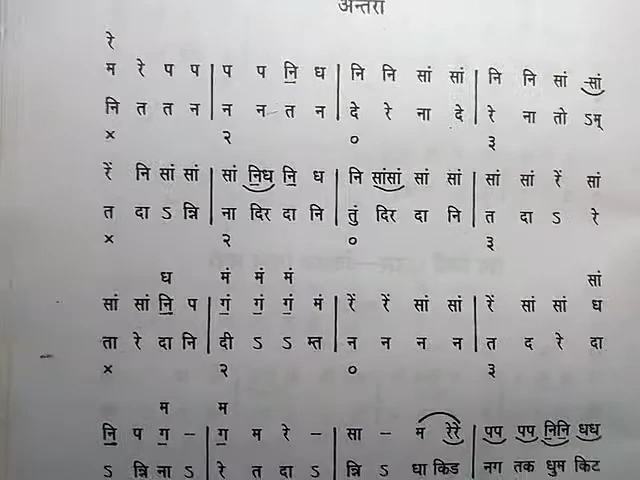 अन्तरा
रे
म रे प प | प प नि॒ ध | नि नि सां सां | नि नि सां सां
नि त त न | न न त न | दे रे ना दे | रे ना तो ऽम्
× २ ० ३
रें नि सां सां | सां नि॒ध नि॒ ध | नि सांसां सां सां | सां सां रें सां
त दा ऽ न्नि | ना दिर दा नि | तुं दिर दा नि | त दा ऽ रे
× २ ० ३
ध मं मं मं सां
सां सां नि॒ प | गं॒ गं॒ गं॒ मं | रें रें सां सां | रें सां सां ध
ता रे दा नि | दी ऽ ऽ म्त | न न न न | त द रे दा
× २ ० ३
म म
नि॒ प ग॒ – | ग॒ म रे – | सा – मं रेंरें | पप पप नि॒नि॒ धध
ऽ न्नि ना ऽ | रे त दा ऽ | न्नि ऽ धा किड | नग तक धुम किट